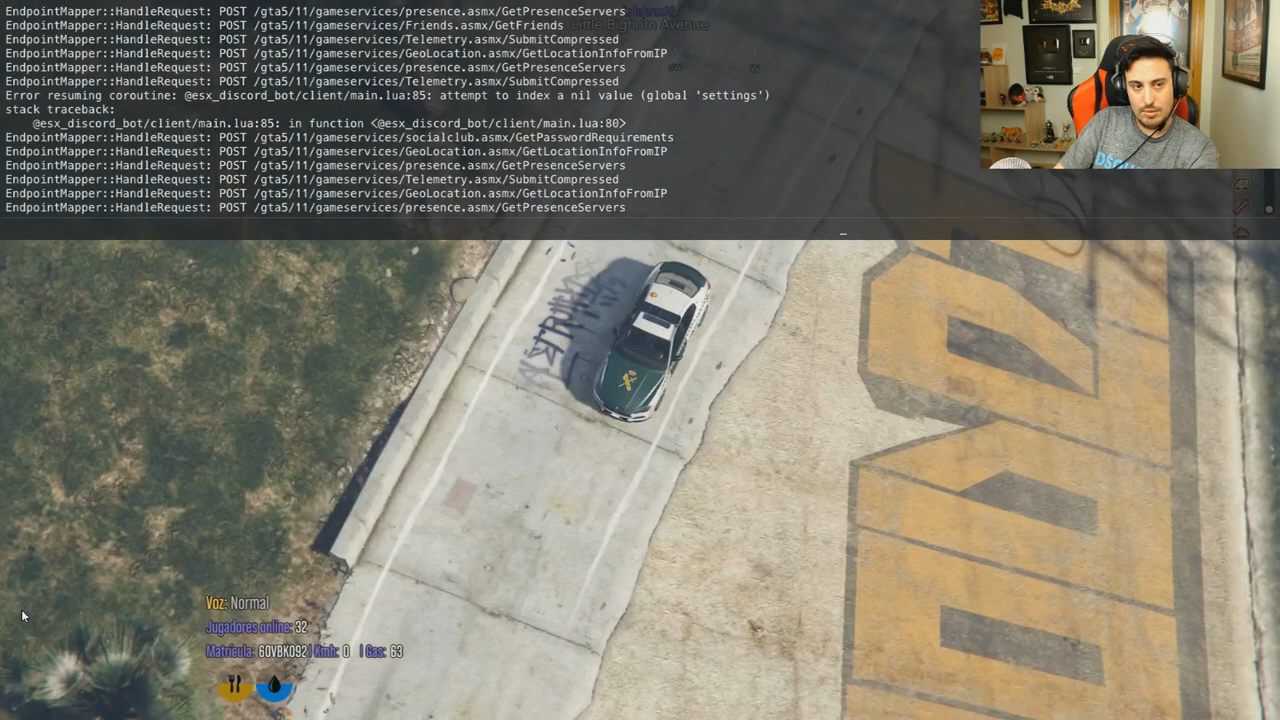 EndpointMapper::HandleRequest: POST /gta5/11/gameservices/presence.asmx/GetPresenceServers
EndpointMapper::HandleRequest: POST /gta5/11/gameservices/Friends.asmx/GetFriends
Little Bighorn Avenue
EndpointMapper::HandleRequest: POST /gta5/11/gameservices/Telemetry.asmx/SubmitCompressed
EndpointMapper::HandleRequest: POST /gta5/11/gameservices/GeoLocation.asmx/GetLocationInfoFromIP
EndpointMapper::HandleRequest: POST /gta5/11/gameservices/presence.asmx/GetPresenceServers
SW W
EndpointMapper::HandleRequest: POST /gta5/11/gameservices/Telemetry.asmx/SubmitCompressed
Error resuming coroutine: @esx_discord_bot/client/main.lua:85: attempt to index a nil value (global 'settings')
stack traceback:
@esx_discord_bot/client/main.lua:85: in function <@esx_discord_bot/client/main.lua:80>
EndpointMapper::HandleRequest: POST /gta5/11/gameservices/socialclub.asmx/GetPasswordRequirements
EndpointMapper::HandleRequest: POST /gta5/11/gameservices/GeoLocation.asmx/GetLocationInfoFromIP
EndpointMapper::HandleRequest: POST /gta5/11/gameservices/presence.asmx/GetPresenceServers
EndpointMapper::HandleRequest: POST /gta5/11/gameservices/Telemetry.asmx/SubmitCompressed
EndpointMapper::HandleRequest: POST /gta5/11/gameservices/GeoLocation.asmx/GetLocationInfoFromIP
EndpointMapper::HandleRequest: POST /gta5/11/gameservices/presence.asmx/GetPresenceServers
Voz: Normal
Jugadores online: 32
Matrícula: 60VBK092 | Kmh: 0 | Gas: 63